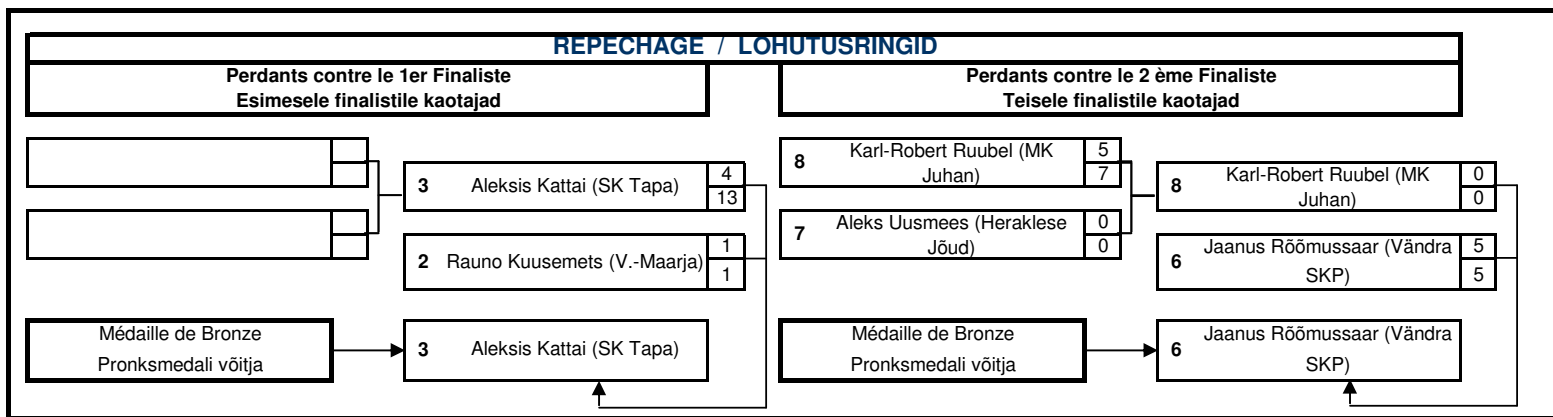 REPECHAGE / LOHUTUSRINGID
Perdants contre le 1er Finaliste
Esimesele finalistile kaotajad
Perdants contre le 2 ème Finaliste
Teisele finalistile kaotajad
3 Aleksis Kattai (SK Tapa) 4
13
2 Rauno Kuusemets (V.-Maarja) 1
1
Médaille de Bronze
Pronksmedali võitja
3 Aleksis Kattai (SK Tapa)
8 Karl-Robert Ruubel (MK 5
Juhan) 7
7 Aleks Uusmees (Heraklese 0
Jõud) 0
8 Karl-Robert Ruubel (MK 0
Juhan) 0
6 Jaanus Rõõmussaar (Vändra 5
SKP) 5
Médaille de Bronze
Pronksmedali võitja
6 Jaanus Rõõmussaar (Vändra
SKP)